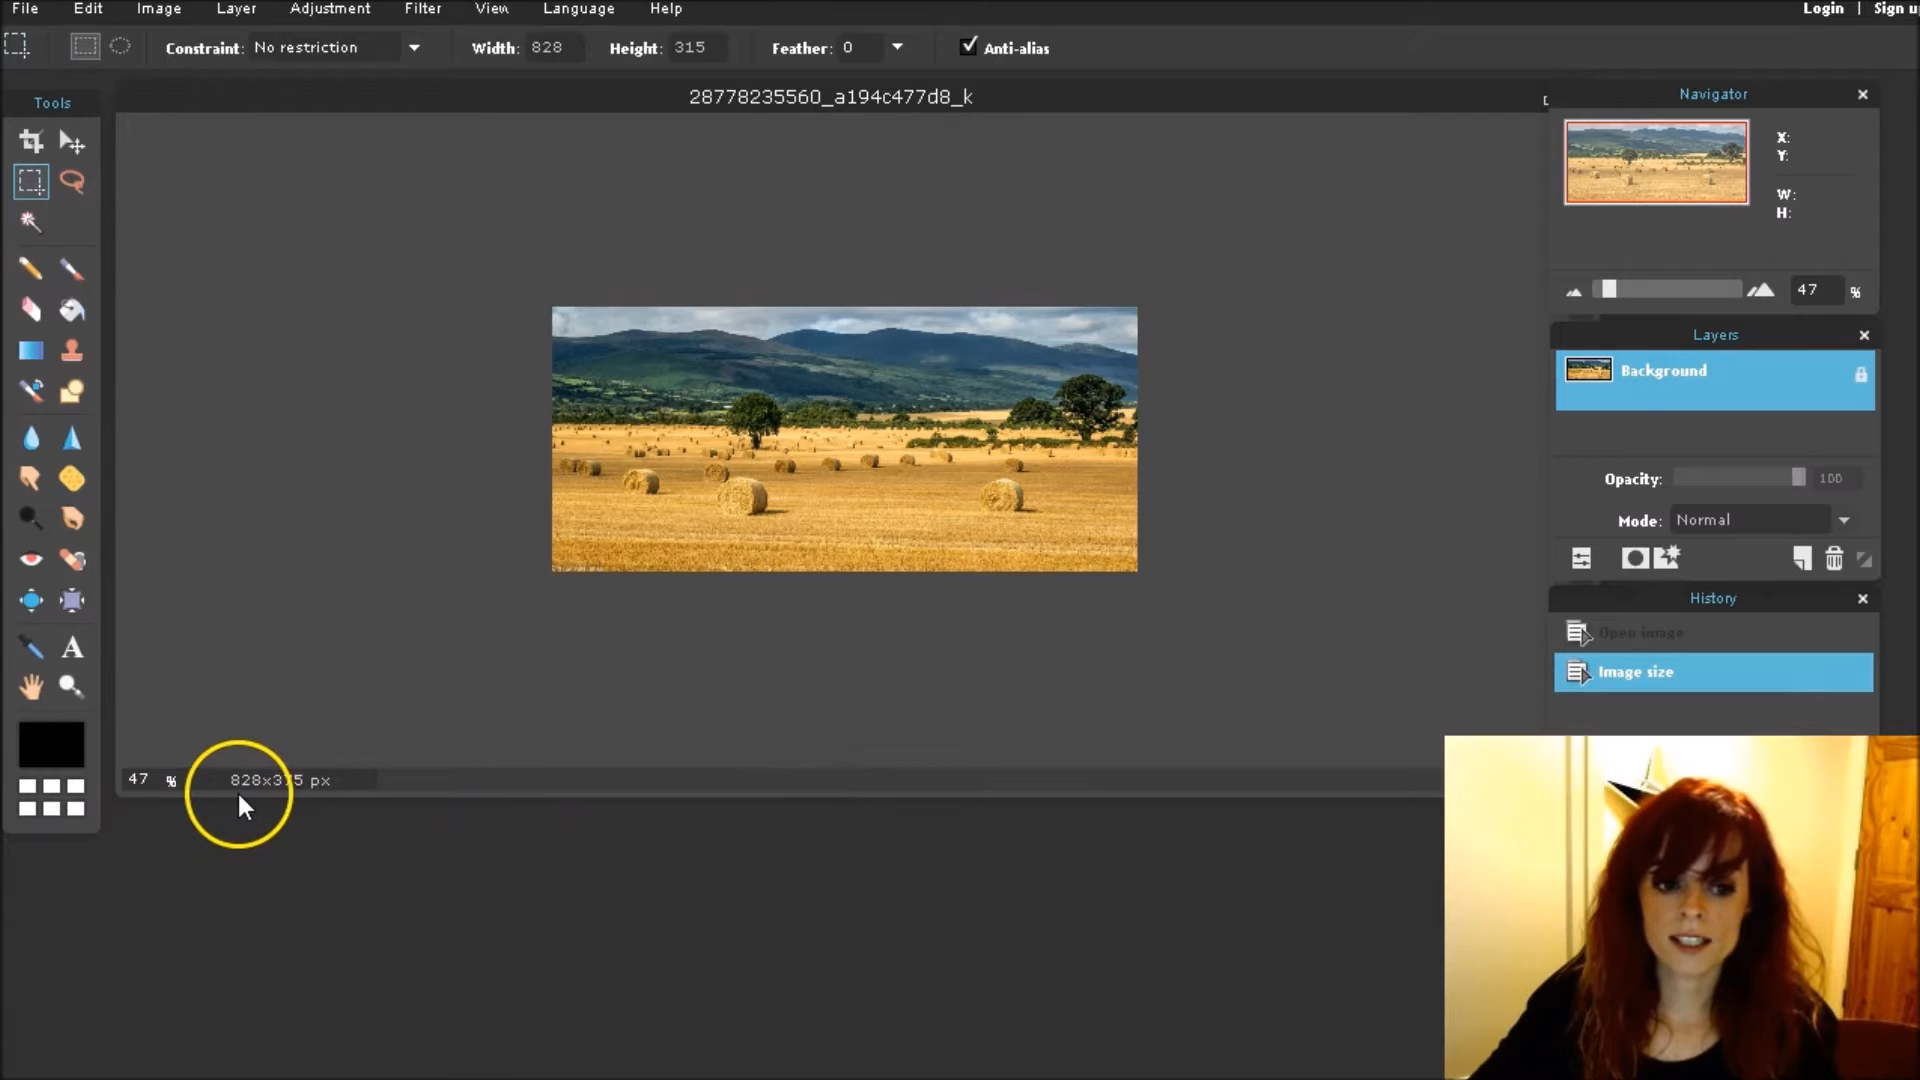 File Edit Image Layer Adjustment Filter View Language Help Login | Sign u
Constraint: No restriction Width: 828 Height: 315 Feather: 0 Anti-alias
Tools
28778235560_a194c477d8_k
Navigator
X:
Y:
W:
H:
47 %
Layers
Background
Opacity: 100
Mode: Normal
History
Open image
Image size
47 % 828x375 px
A